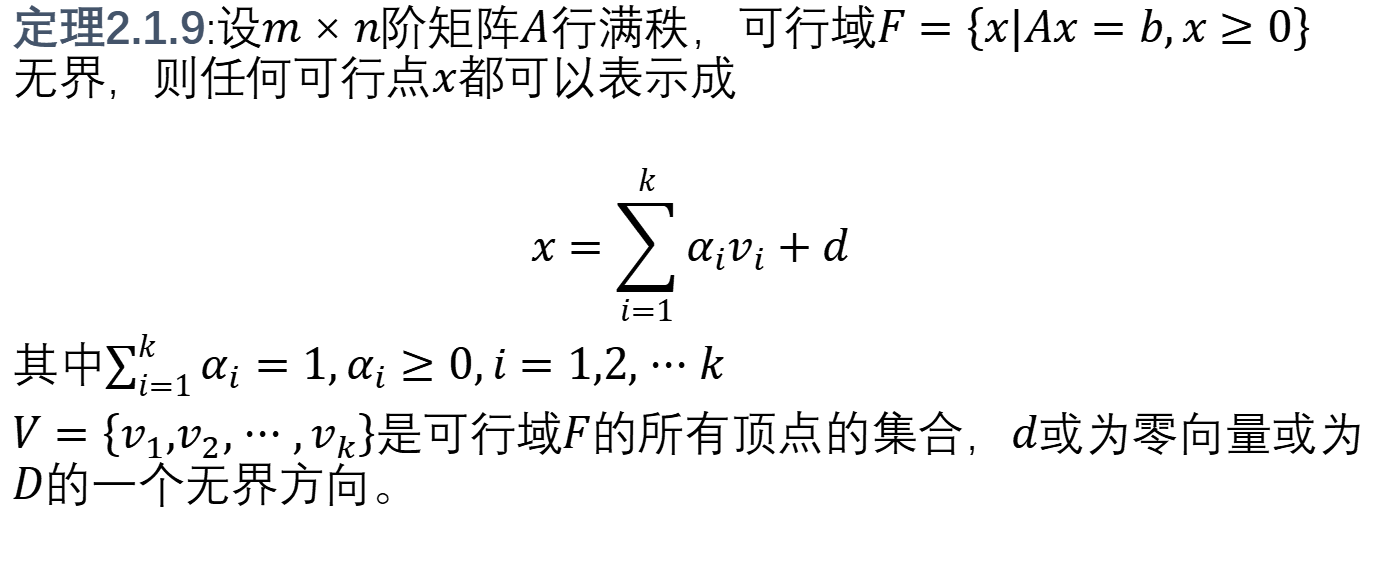 定理2.1.9:设m × n阶矩阵A行满秩， 可行域F = {x|Ax = b, x ≥ 0}
无界， 则任何可行点x都可以表示成
x = ∑_{i=1}^{k} α_i v_i + d
其中∑_{i=1}^{k} α_i = 1, α_i ≥ 0, i = 1,2, ⋯ k
V = {v_1,v_2, ⋯ , v_k}是可行域F的所有顶点的集合， d或为零向量或为
D的一个无界方向。